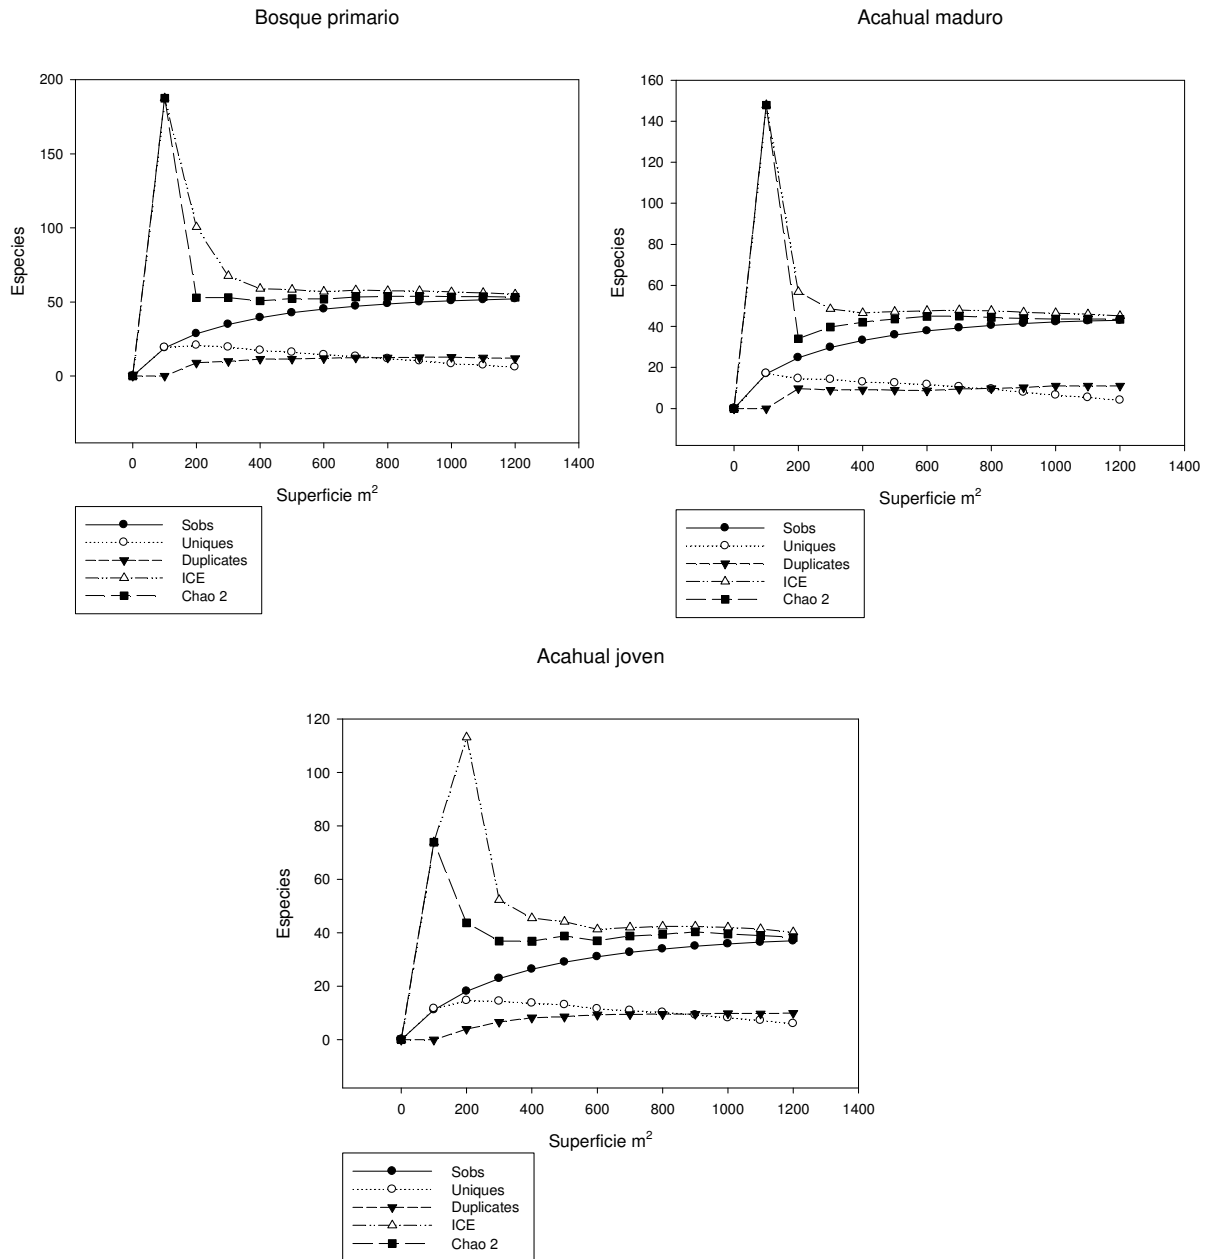 Bosque primario
200
150
100
50
0
Especies
0 200 400 600 800 1000 1200 1400
Superficie m²
Sobs
Uniques
Duplicates
ICE
Chao 2
Acahual maduro
160
140
120
100
80
60
40
20
0
Especies
0 200 400 600 800 1000 1200 1400
Superficie m²
Sobs
Uniques
Duplicates
ICE
Chao 2
Acahual joven
120
100
80
60
40
20
0
Especies
0 200 400 600 800 1000 1200 1400
Superficie m²
Sobs
Uniques
Duplicates
ICE
Chao 2